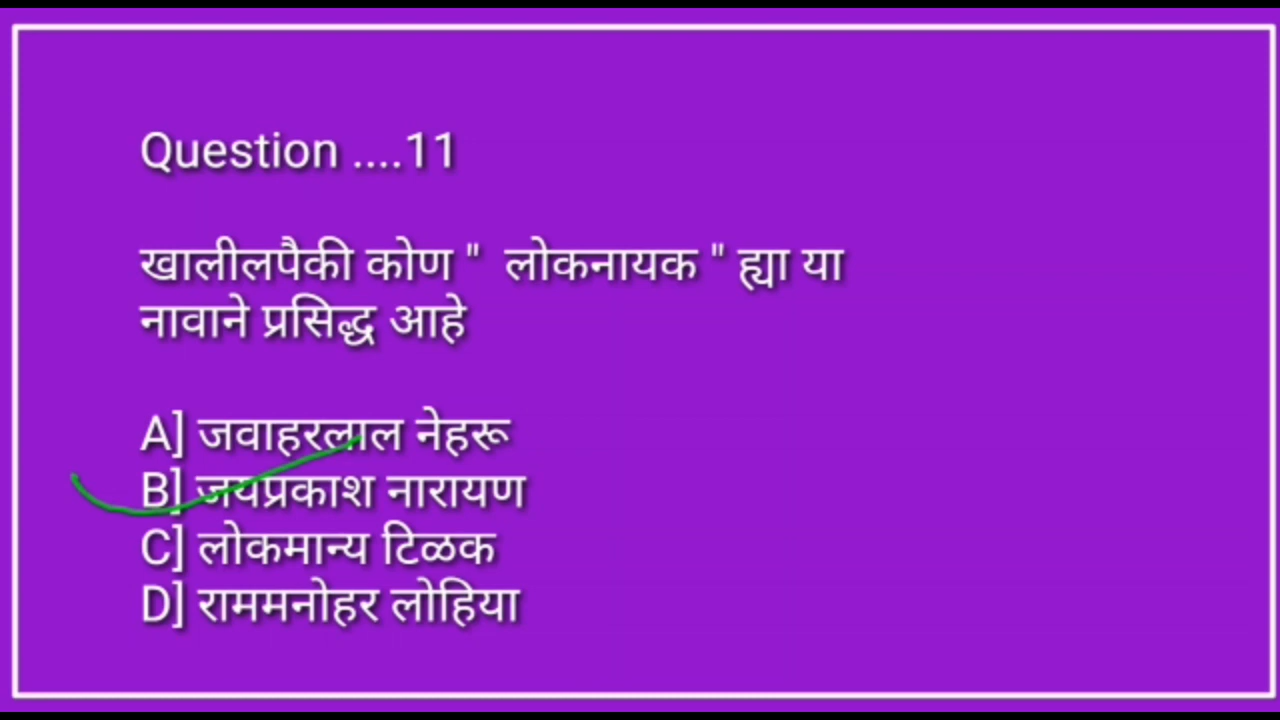 Question ....11
खालीलपैकी कोण " लोकनायक " ह्या या
नावाने प्रसिद्ध आहे
A] जवाहरलाल नेहरू
B] जयप्रकाश नारायण
C] लोकमान्य टिळक
D] राममनोहर लोहिया